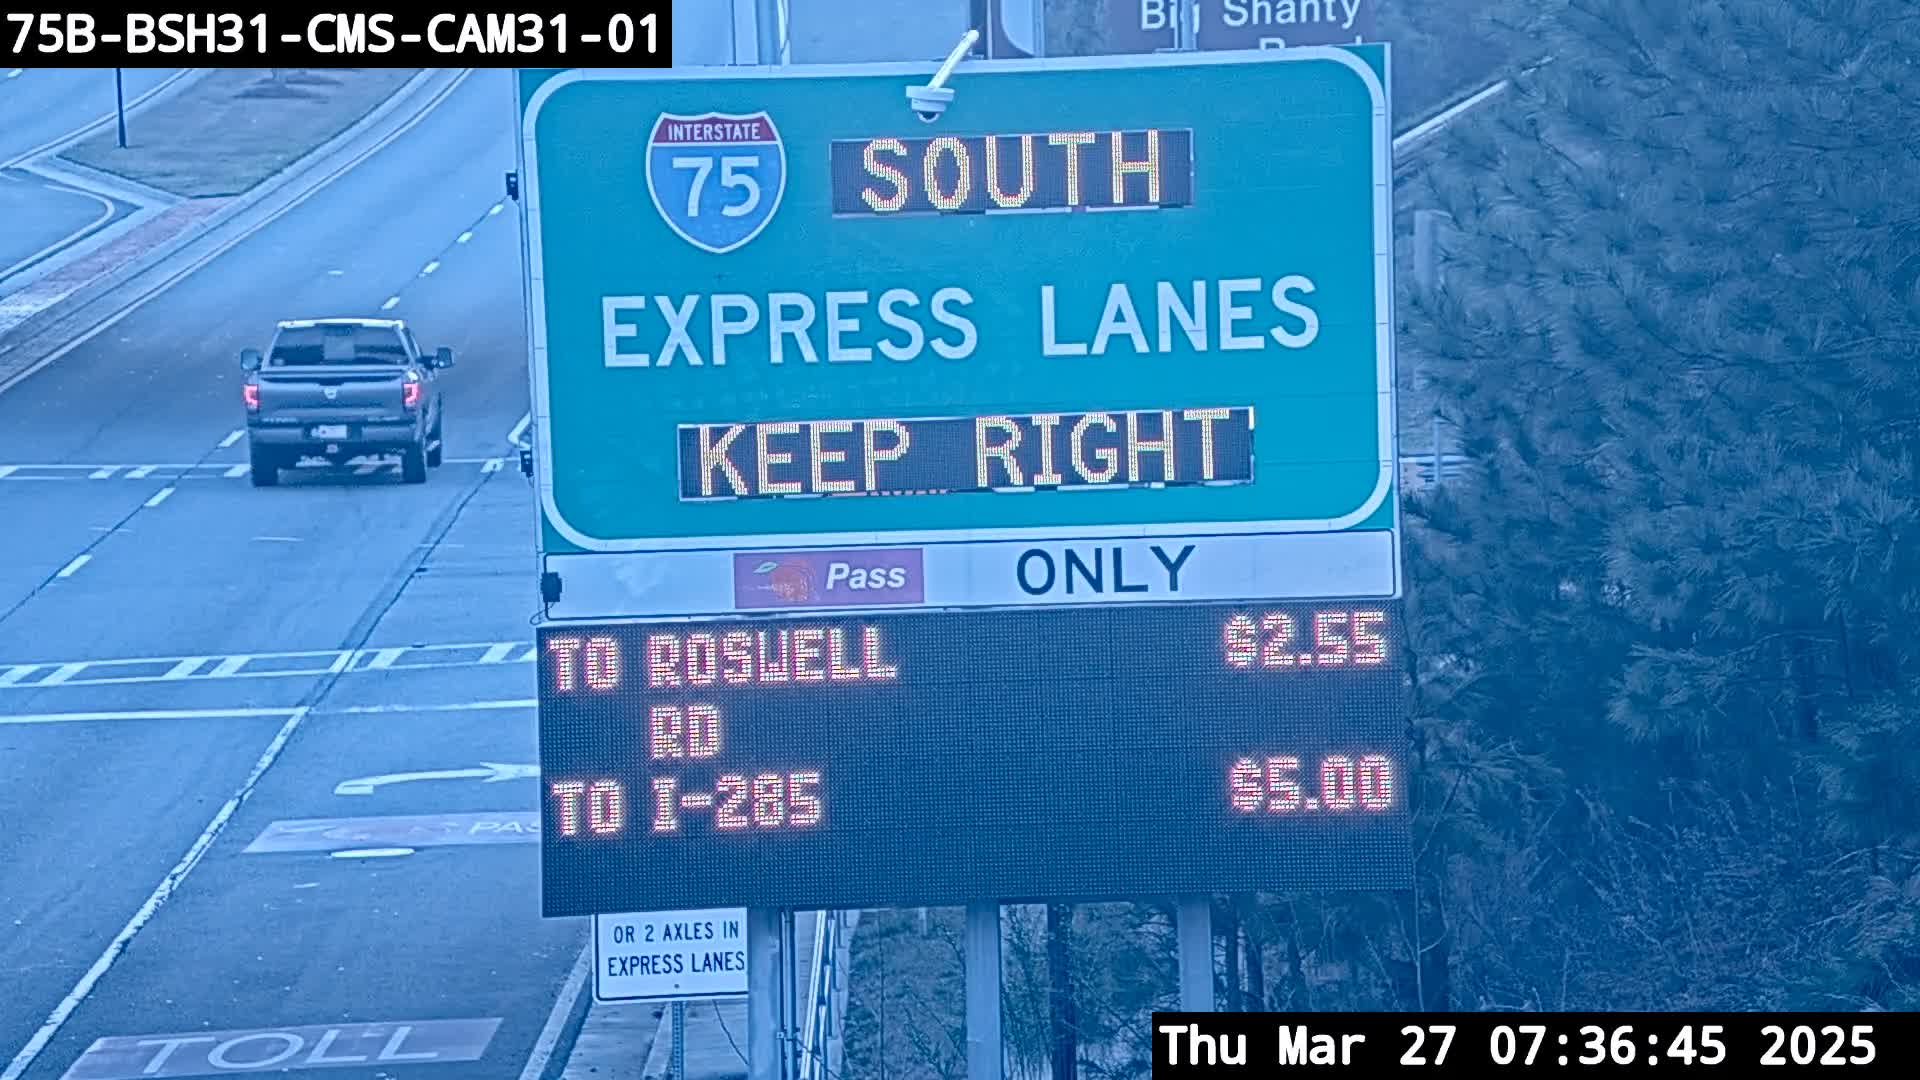 75B-BSH31-CMS-CAM31-01
Big Shanty
INTERSTATE
75
SOUTH
EXPRESS LANES
KEEP RIGHT
Pass ONLY
TO ROSWELL $2.55
RD
TO I-285 $5.00
OR 2 AXLES IN
EXPRESS LANES
TOLL
Thu Mar 27 07:36:45 2025